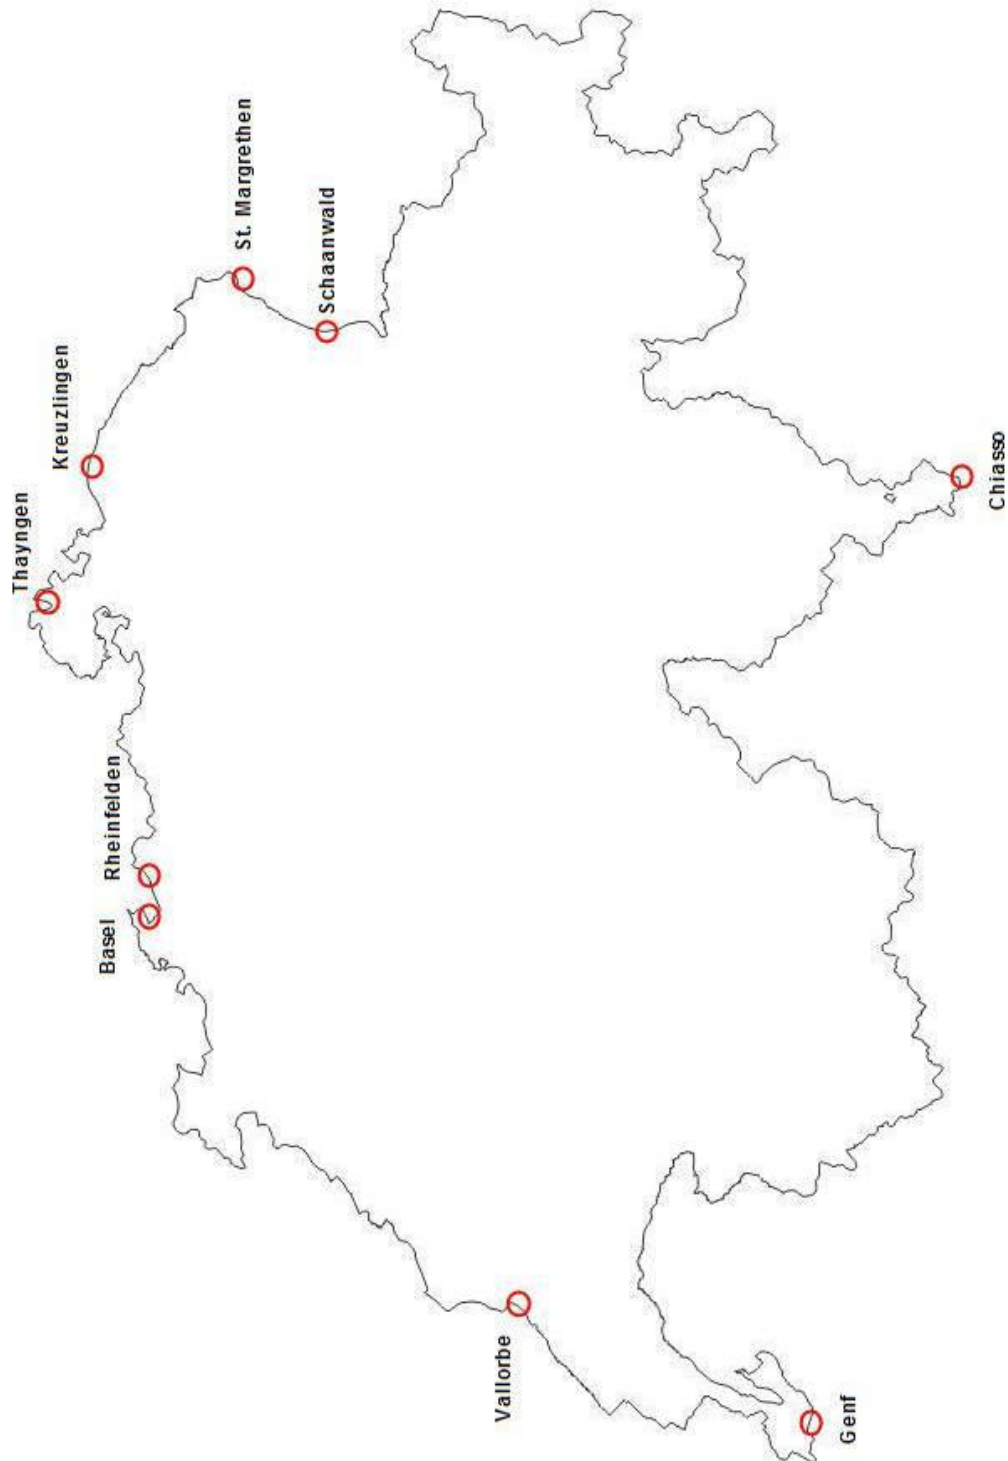 Thayngen
Kreuzlingen
St. Margrethen
Schaanwald
Rheinfelden
Basel
Vallorbe
Genf
Chiasso